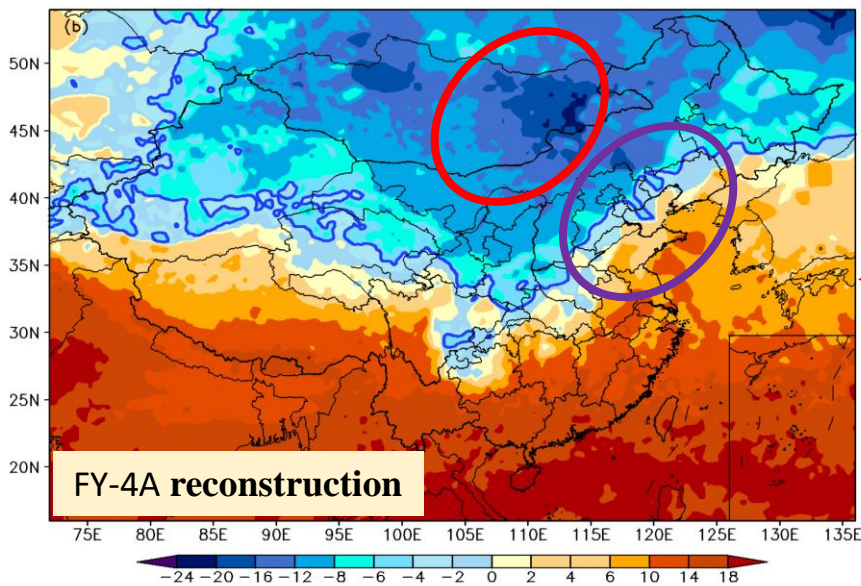 (b)
50N
45N
40N
35N
30N
25N
20N
FY-4A reconstruction
75E 80E 85E 90E 95E 100E 105E 110E 115E 120E 125E 130E 135E
-24 -20 -16 -12 -8 -6 -4 -2 0 2 4 6 10 14 18